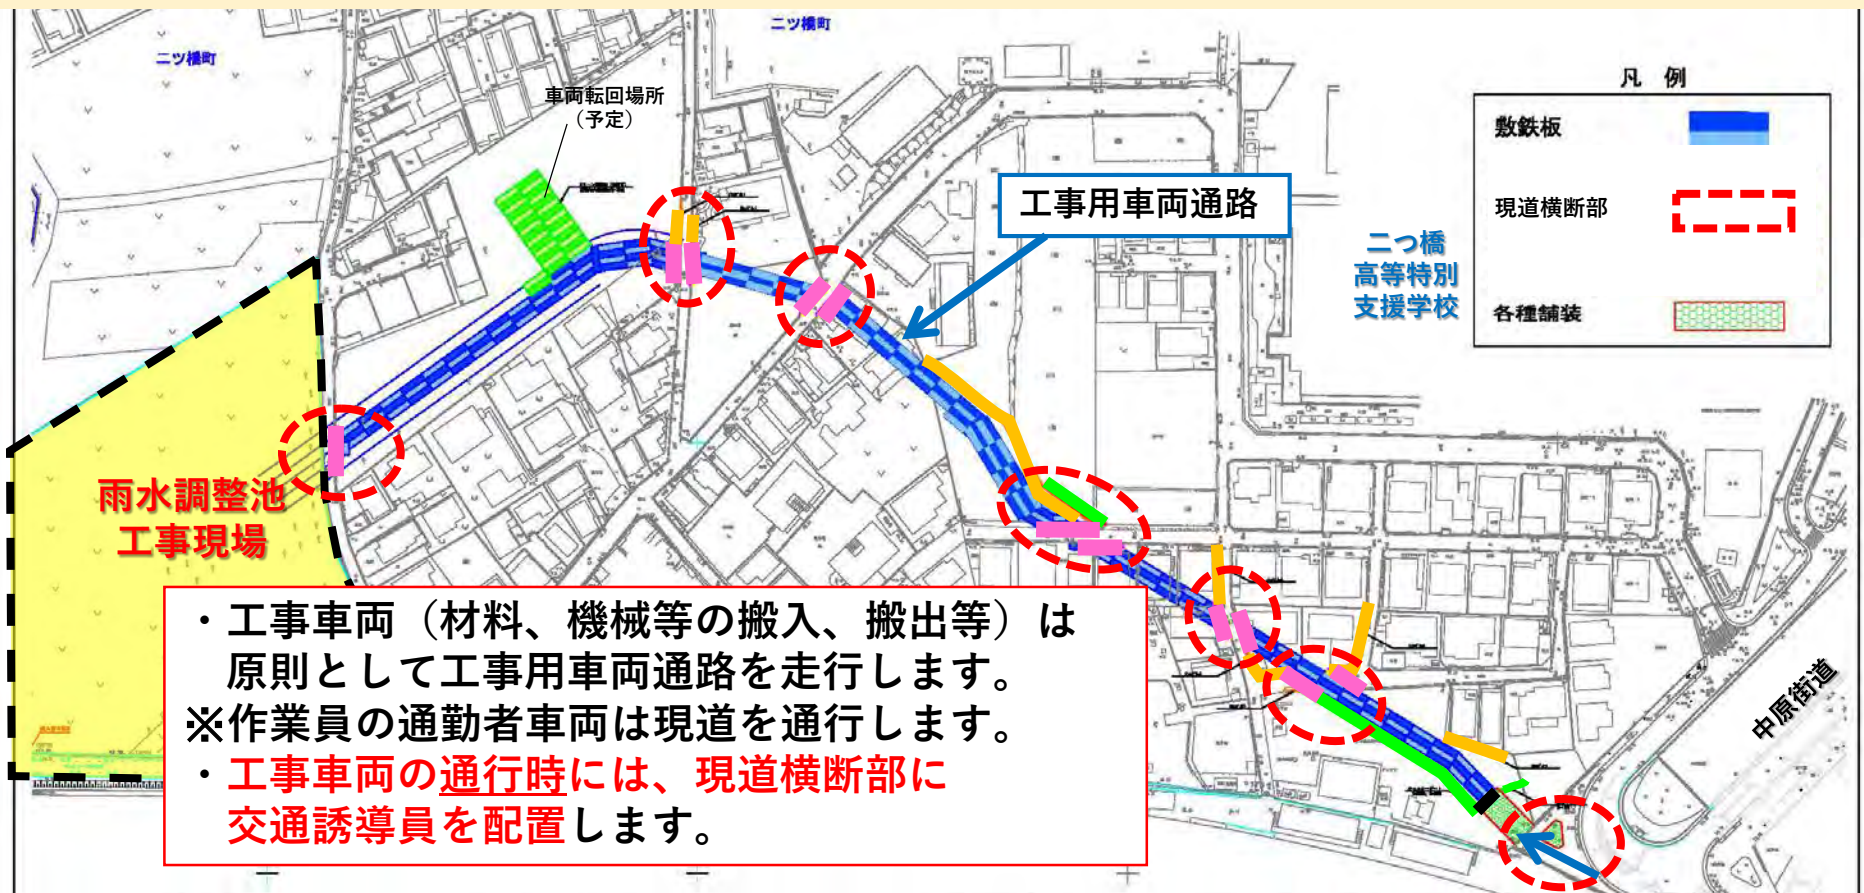 二ツ橋町
二ツ橋町
車両転回場所
（予定）
工事用車両通路
凡 例
敷鉄板
現道横断部
各種舗装
二つ橋
高等特別
支援学校
雨水調整池
工事現場
中原街道
・工事車両（材料、機械等の搬入、搬出等）は
原則として工事用車両通路を走行します。
※作業員の通勤者車両は現道を通行します。
・工事車両の通行時には、現道横断部に
交通誘導員を配置します。